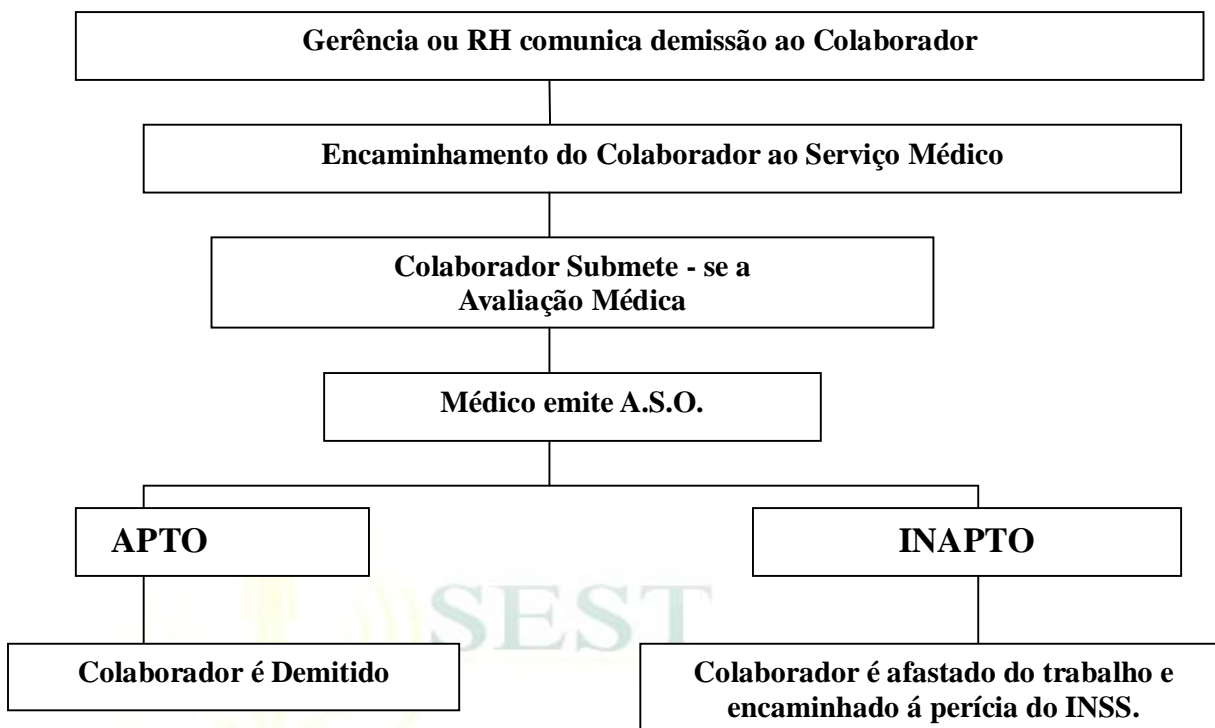 Gerência ou RH comunica demissão ao Colaborador
Encaminhamento do Colaborador ao Serviço Médico
Colaborador Submete - se a
Avaliação Médica
Médico emite A.S.O.
APTO
INAPTO
SEST
Colaborador é Demitido
Colaborador é afastado do trabalho e
encaminhado á perícia do INSS.